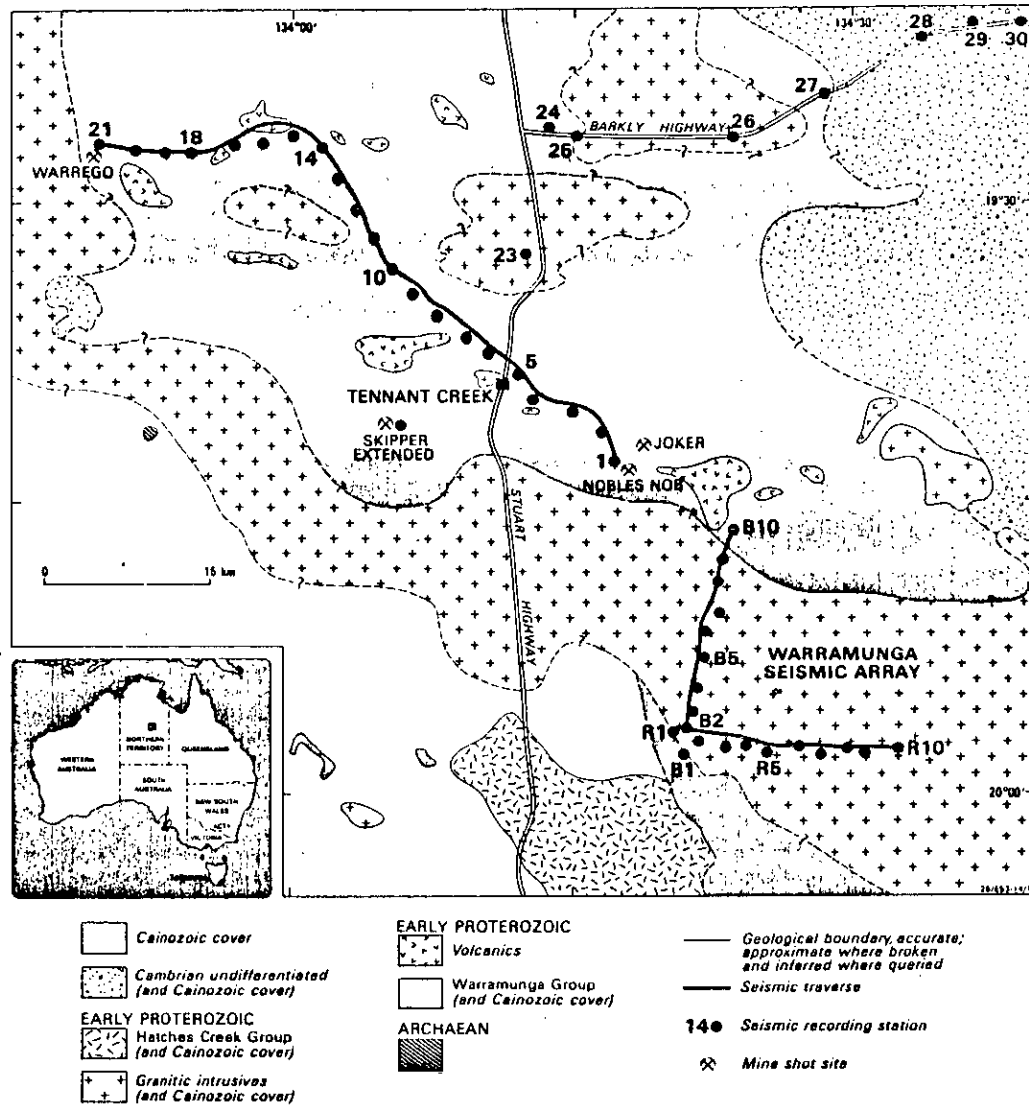 134°00'
134°30'
28
29
30
27
24
26
BARKLY HIGHWAY
26
21
18
14
WARREGO
19°30'
23
10
5
TENNANT CREEK
SKIPPER
EXTENDED
JOKER
1
NOBLES NOB
STUART
HIGHWAY
B10
0
15 km
B5
WARRAMUNGA
SEISMIC ARRAY
R1
B2
B1
R5
R10
20°00'
WESTERN
AUSTRALIA
NORTHERN
TERRITORY
QUEENSLAND
SOUTH
AUSTRALIA
NEW SOUTH
WALES
ACT
VICTORIA
TASMANIA
Cainozoic cover
Cambrian undifferentiated
(and Cainozoic cover)
EARLY PROTEROZOIC
Hatches Creek Group
(and Cainozoic cover)
Granitic intrusives
(and Cainozoic cover)
EARLY PROTEROZOIC
Volcanics
Warramunga Group
(and Cainozoic cover)
ARCHAEAN
Geological boundary, accurate;
approximate where broken
and inferred where queried
Seismic traverse
14 Seismic recording station
Mine shot site